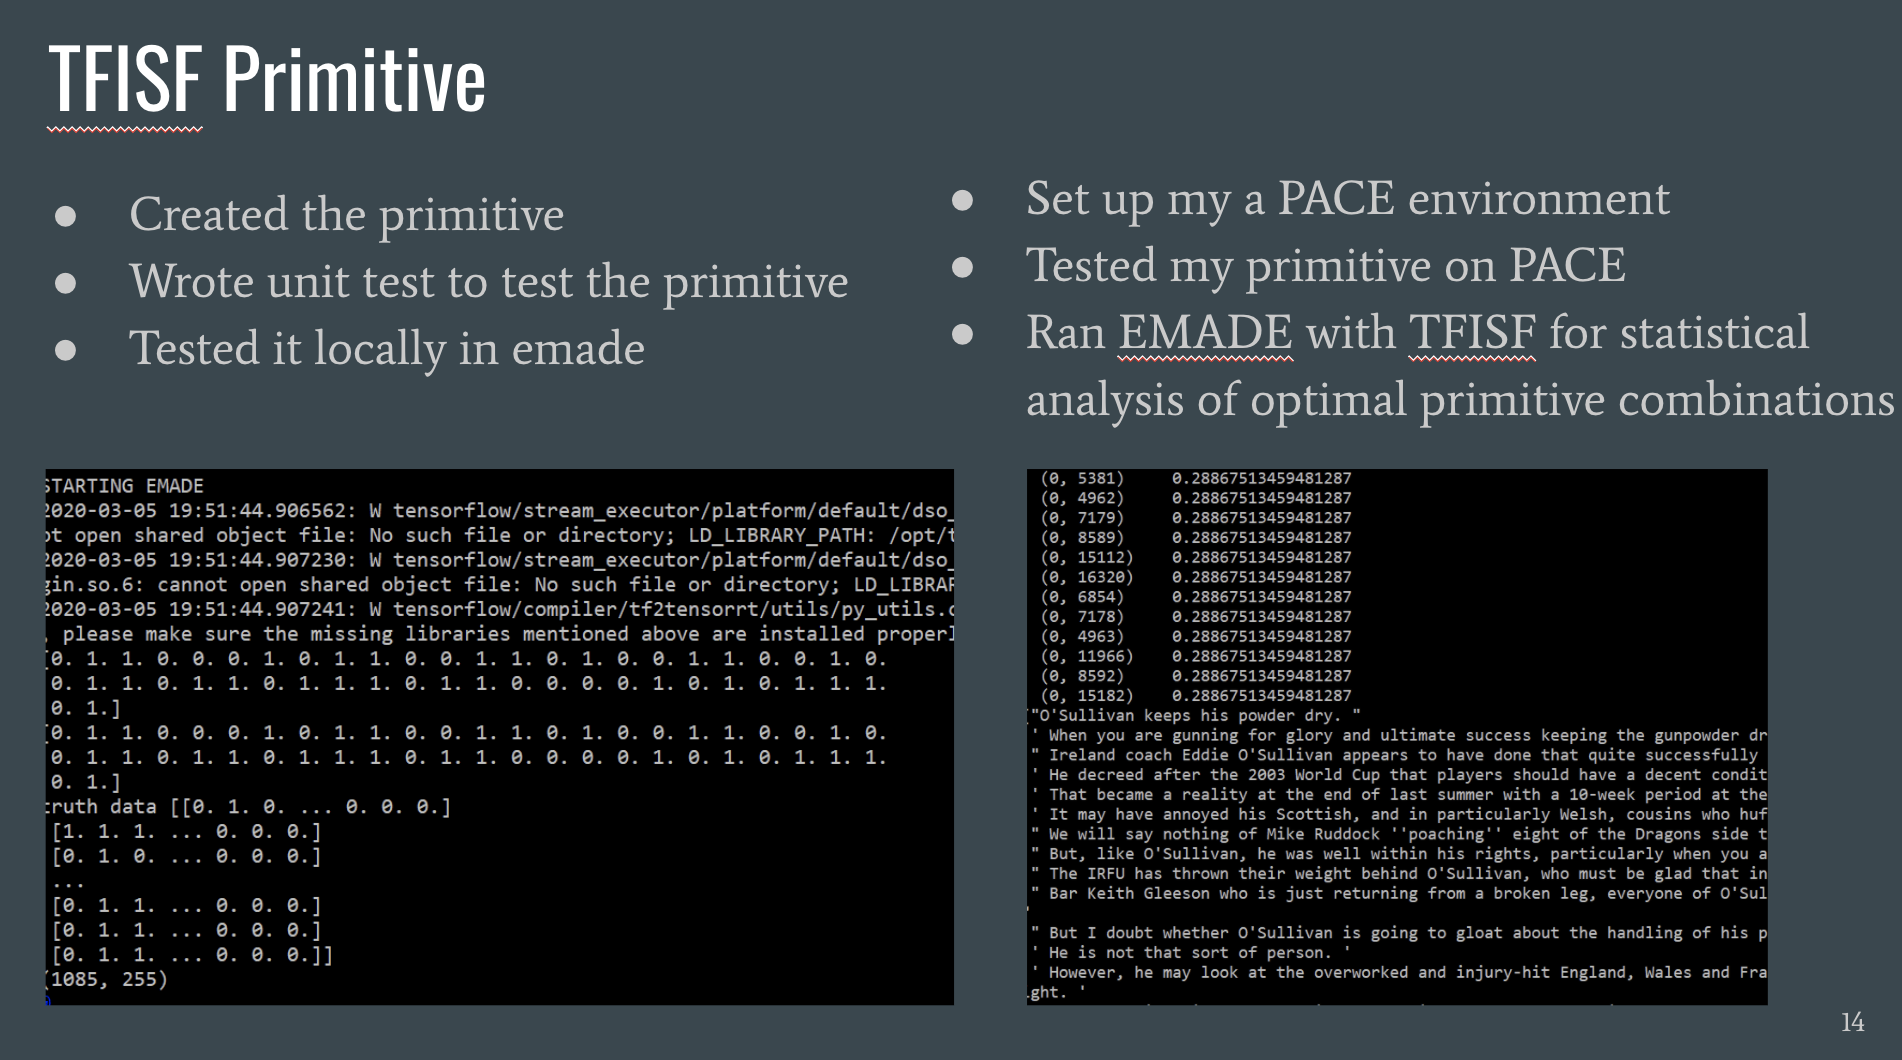 TFISF Primitive
● Created the primitive
● Wrote unit test to test the primitive
● Tested it locally in emade
● Set up my a PACE environment
● Tested my primitive on PACE
● Ran EMADE with TFISF for statistical
analysis of optimal primitive combinations
STARTING EMADE
2020-03-05 19:51:44.906562: W tensorflow/stream_executor/platform/default/dso_
ot open shared object file: No such file or directory; LD_LIBRARY_PATH: /opt/t
2020-03-05 19:51:44.907230: W tensorflow/stream_executor/platform/default/dso_
gin.so.6: cannot open shared object file: No such file or directory; LD_LIBRAR
2020-03-05 19:51:44.907241: W tensorflow/compiler/tf2tensorrt/utils/py_utils.c
, please make sure the missing libraries mentioned above are installed properl
[0. 1. 1. 0. 0. 0. 1. 0. 1. 1. 0. 0. 1. 1. 0. 1. 0. 0. 1. 1. 0. 0. 1. 0.
0. 1. 1. 0. 1. 1. 0. 1. 1. 1. 0. 1. 1. 0. 0. 0. 0. 1. 0. 1. 0. 1. 1. 1.
0. 1.]
[0. 1. 1. 0. 0. 0. 1. 0. 1. 1. 0. 0. 1. 1. 0. 1. 0. 0. 1. 1. 0. 0. 1. 0.
0. 1. 1. 0. 1. 1. 0. 1. 1. 1. 0. 1. 1. 0. 0. 0. 0. 1. 0. 1. 0. 1. 1. 1.
0. 1.]
truth data [[0. 1. 0. ... 0. 0. 0.]
[1. 1. 1. ... 0. 0. 0.]
[0. 1. 0. ... 0. 0. 0.]
...
[0. 1. 1. ... 0. 0. 0.]
[0. 1. 1. ... 0. 0. 0.]
[0. 1. 1. ... 0. 0. 0.]]
(1085, 255)
(0, 5381) 0.28867513459481287
(0, 4962) 0.28867513459481287
(0, 7179) 0.28867513459481287
(0, 8589) 0.28867513459481287
(0, 15112) 0.28867513459481287
(0, 16320) 0.28867513459481287
(0, 6854) 0.28867513459481287
(0, 7178) 0.28867513459481287
(0, 4963) 0.28867513459481287
(0, 11966) 0.28867513459481287
(0, 8592) 0.28867513459481287
(0, 15182) 0.28867513459481287
["O'Sullivan keeps his powder dry. "
' When you are gunning for glory and ultimate success keeping the gunpowder dr
" Ireland coach Eddie O'Sullivan appears to have done that quite successfully
' He decreed after the 2003 World Cup that players should have a decent condit
' That became a reality at the end of last summer with a 10-week period at the
' It may have annoyed his Scottish, and in particularly Welsh, cousins who huf
" We will say nothing of Mike Ruddock ''poaching'' eight of the Dragons side t
" But, like O'Sullivan, he was well within his rights, particularly when you a
" The IRFU has thrown their weight behind O'Sullivan, who must be glad that in
" Bar Keith Gleeson who is just returning from a broken leg, everyone of O'Sul
'
" But I doubt whether O'Sullivan is going to gloat about the handling of his p
' He is not that sort of person. '
' However, he may look at the overworked and injury-hit England, Wales and Fra
ght. '
14